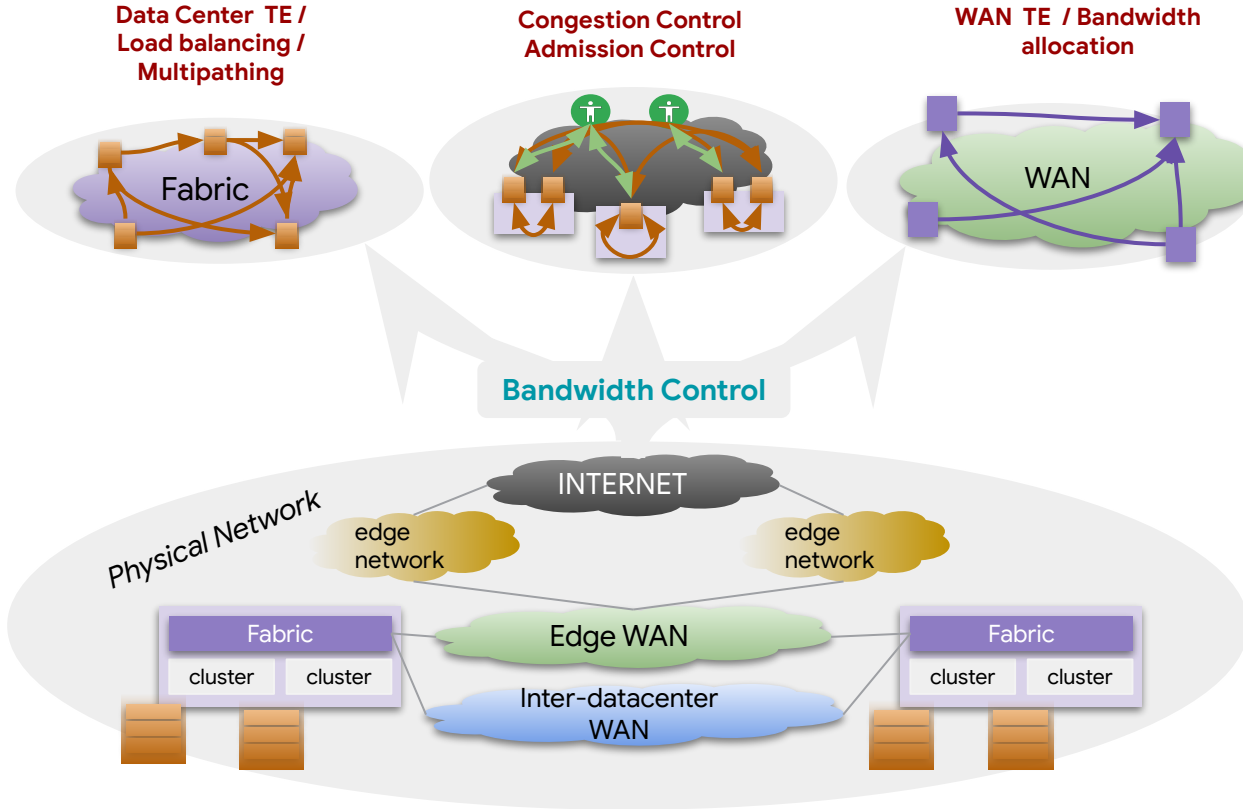 Data Center TE /
Load balancing /
Multipathing
Congestion Control
Admission Control
WAN TE / Bandwidth
allocation
Fabric
WAN
Bandwidth Control
Physical Network
INTERNET
edge
network
edge
network
Fabric
cluster
cluster
Edge WAN
Inter-datacenter
WAN
Fabric
cluster
cluster